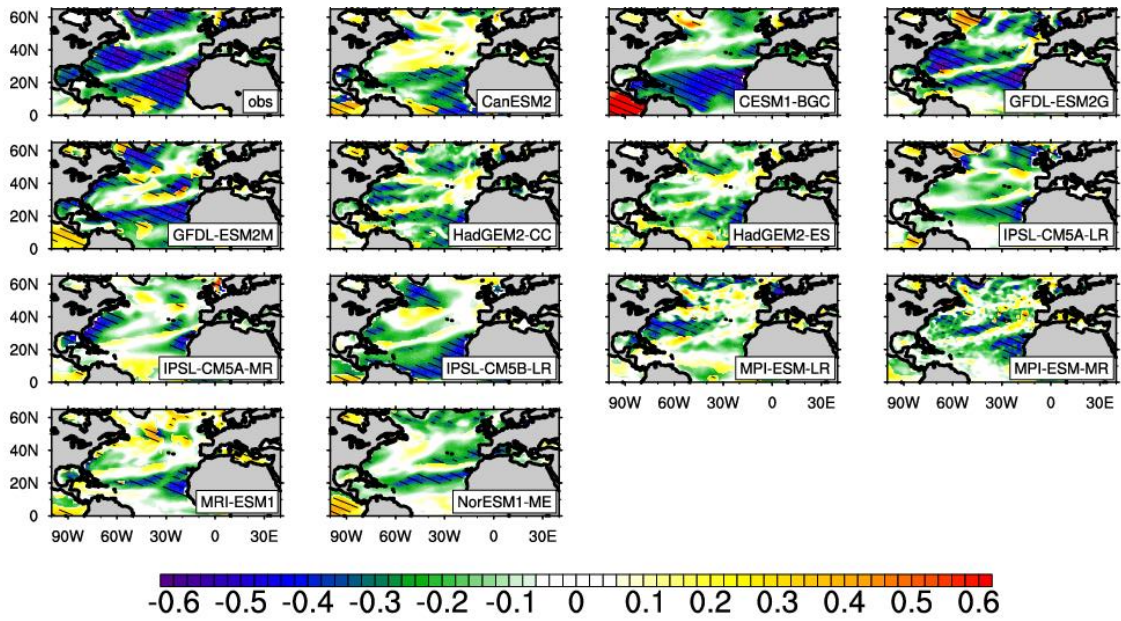 60N
40N
20N
0
obs
CanESM2
CESM1-BGC
GFDL-ESM2G
60N
40N
20N
0
GFDL-ESM2M
HadGEM2-CC
HadGEM2-ES
IPSL-CM5A-LR
60N
40N
20N
0
IPSL-CM5A-MR
IPSL-CM5B-LR
MPI-ESM-LR
MPI-ESM-MR
90W 60W 30W 0 30E
90W 60W 30W 0 30E
60N
40N
20N
0
MRI-ESM1
NorESM1-ME
90W 60W 30W 0 30E
90W 60W 30W 0 30E
-0.6 -0.5 -0.4 -0.3 -0.2 -0.1 0 0.1 0.2 0.3 0.4 0.5 0.6